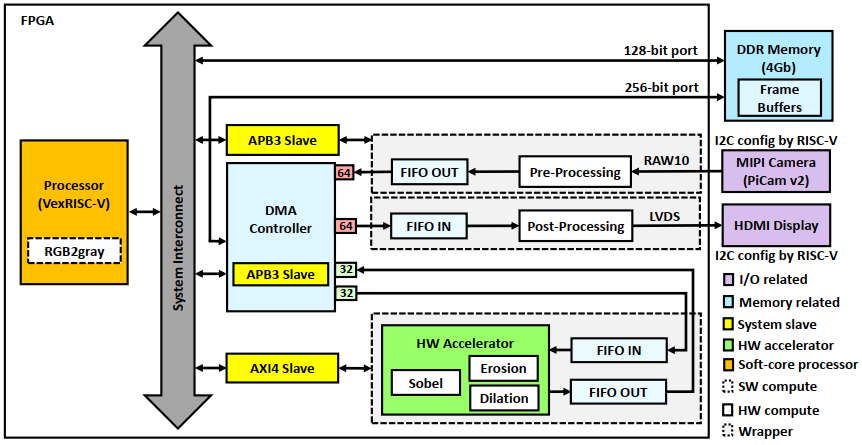 FPGA
128-bit port
DDR Memory
(4Gb)
Frame
Buffers
256-bit port
I2C config by RISC-V
APB3 Slave
RAW10
MIPI Camera
(PiCam v2)
64
FIFO OUT
Pre-Processing
Processor
(VexRISC-V)
RGB2gray
System Interconnect
DMA
Controller
64
FIFO IN
Post-Processing
LVDS
HDMI Display
I2C config by RISC-V
APB3 Slave
32
32
I/O related
Memory related
System slave
HW accelerator
Soft-core processor
SW compute
HW compute
Wrapper
HW Accelerator
FIFO IN
AXI4 Slave
Sobel
Erosion
Dilation
FIFO OUT